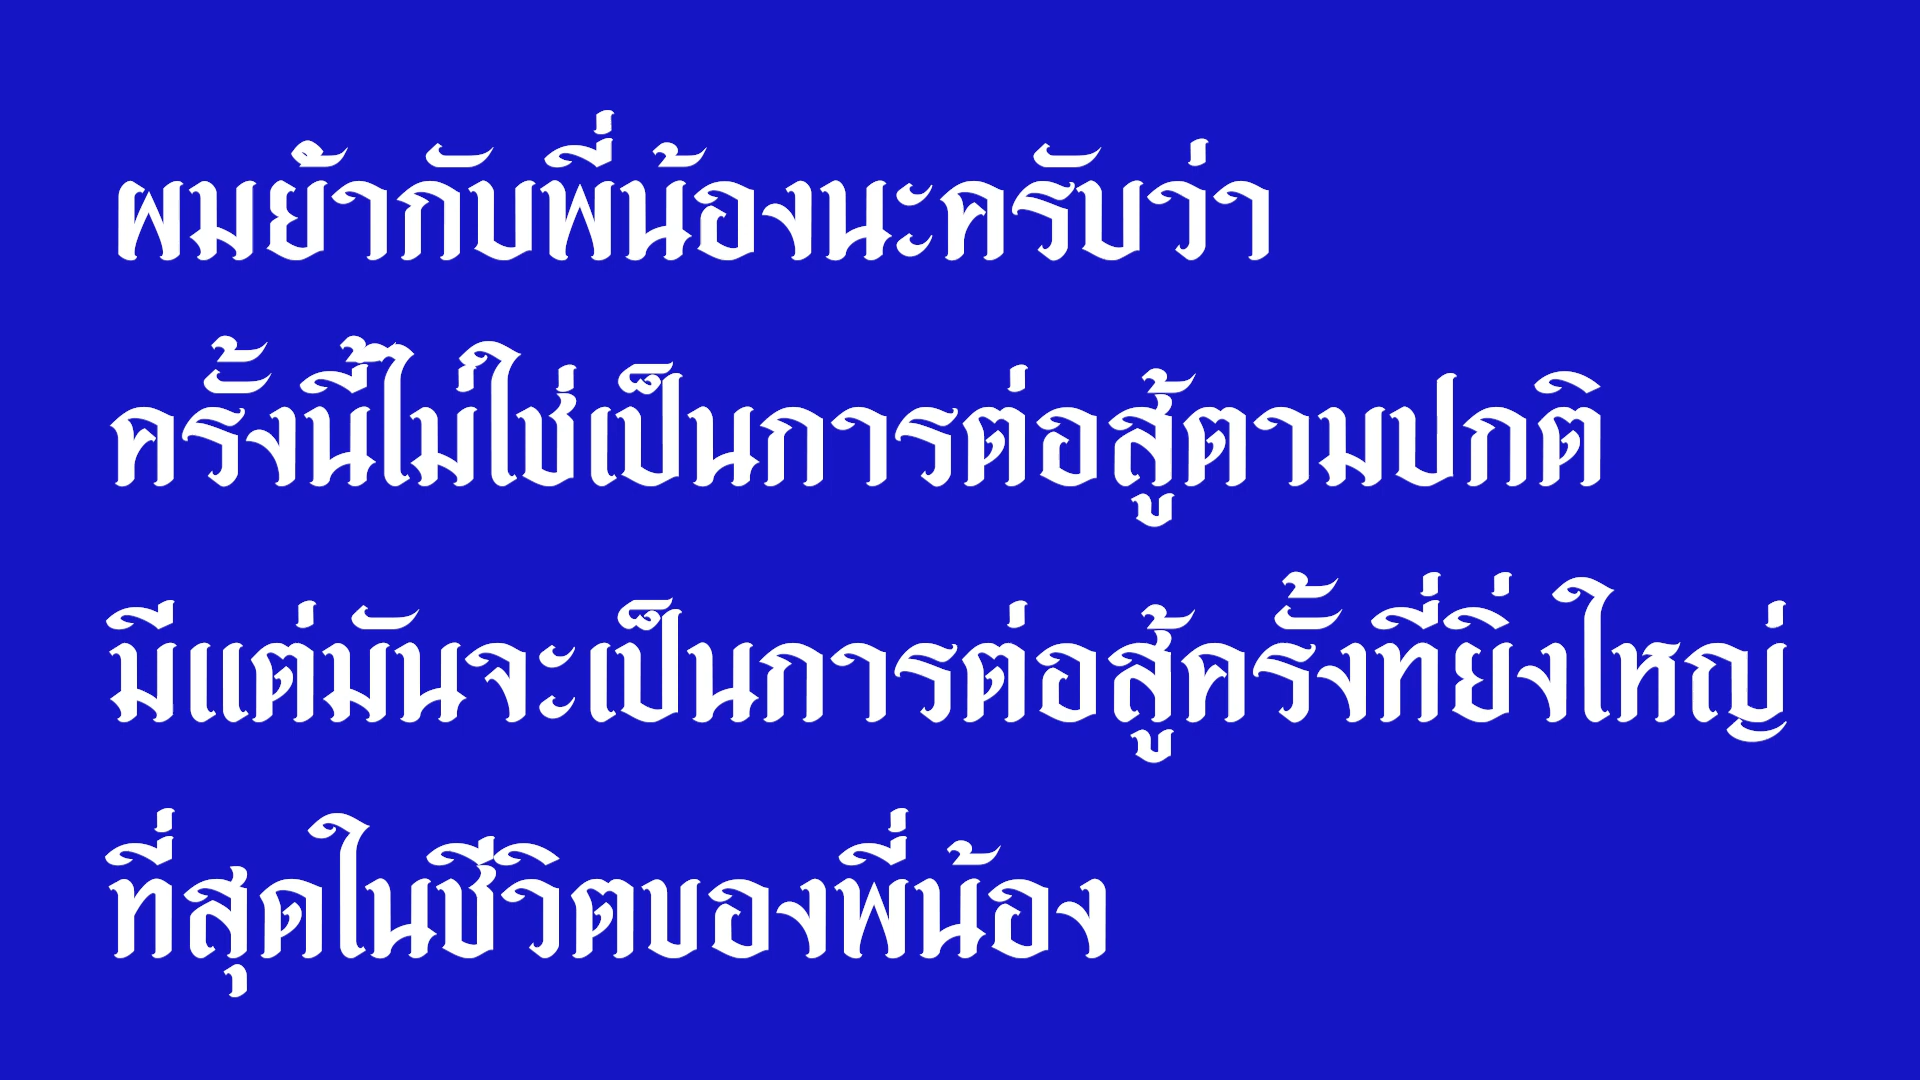 ผมย้ำกับพี่น้องนะครับว่า
ครั้งนี้ไม่ใช่เป็นการต่อสู้ตามปกติ
มีแต่มันจะเป็นการต่อสู้ครั้งที่ยิ่งใหญ่
ที่สุดในชีวิตของพี่น้อง